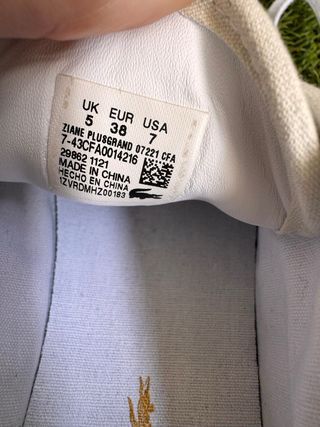 UK EUR USA
5 38 7
ZIANE PLUSGRAND 07221 CFA
7-43CFA0014216
29862 1121
MADE IN CHINA
HECHO EN CHINA
1ZVRDMHZ00183